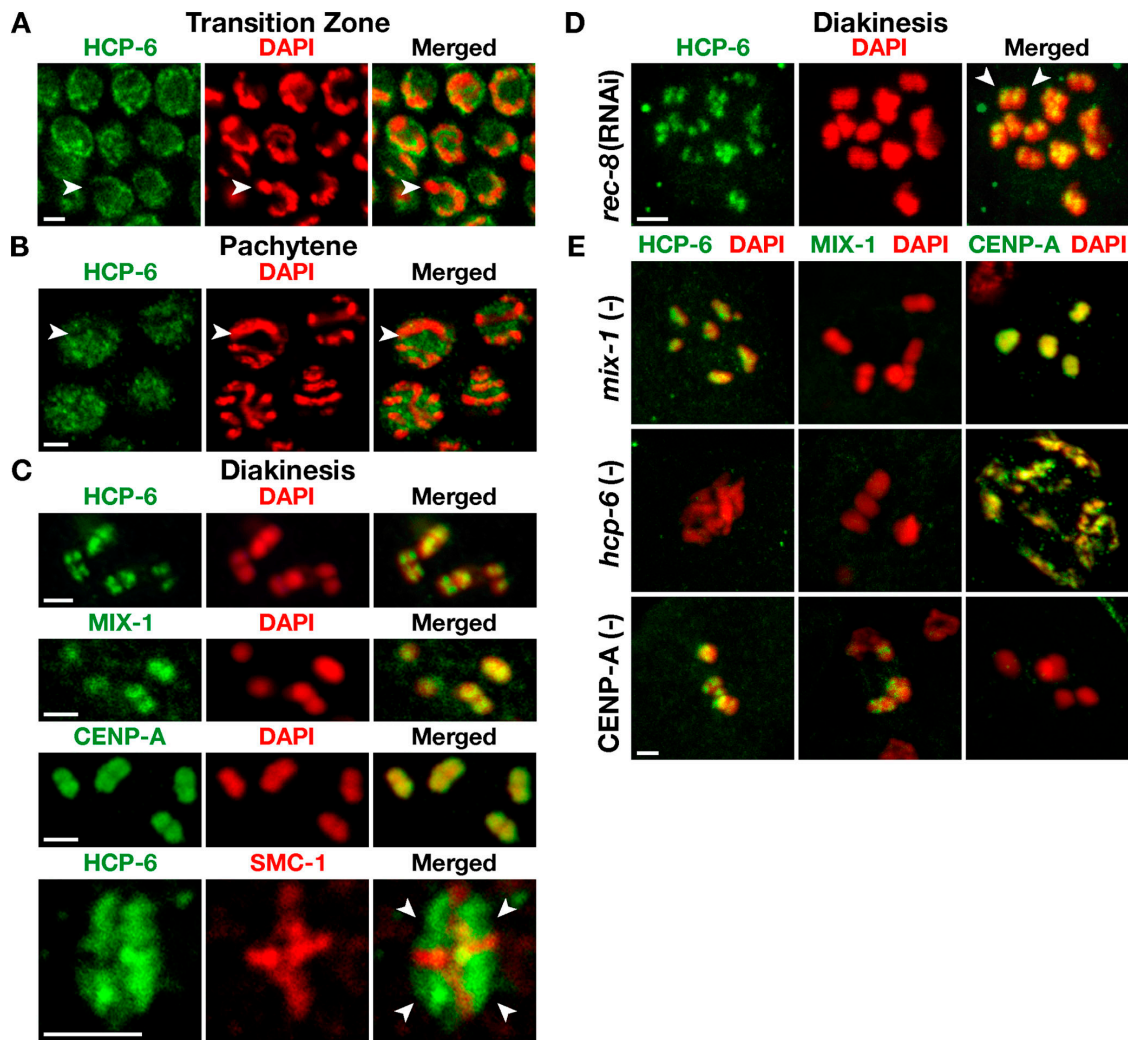 A
Transition Zone
HCP-6 DAPI Merged
B
Pachytene
HCP-6 DAPI Merged
C
Diakinesis
HCP-6 DAPI Merged
MIX-1 DAPI Merged
CENP-A DAPI Merged
HCP-6 SMC-1 Merged
D
Diakinesis
HCP-6 DAPI Merged
rec-8(RNAi)
E
HCP-6 DAPI MIX-1 DAPI CENP-A DAPI
mix-1 (-)
hcp-6 (-)
CENP-A (-)